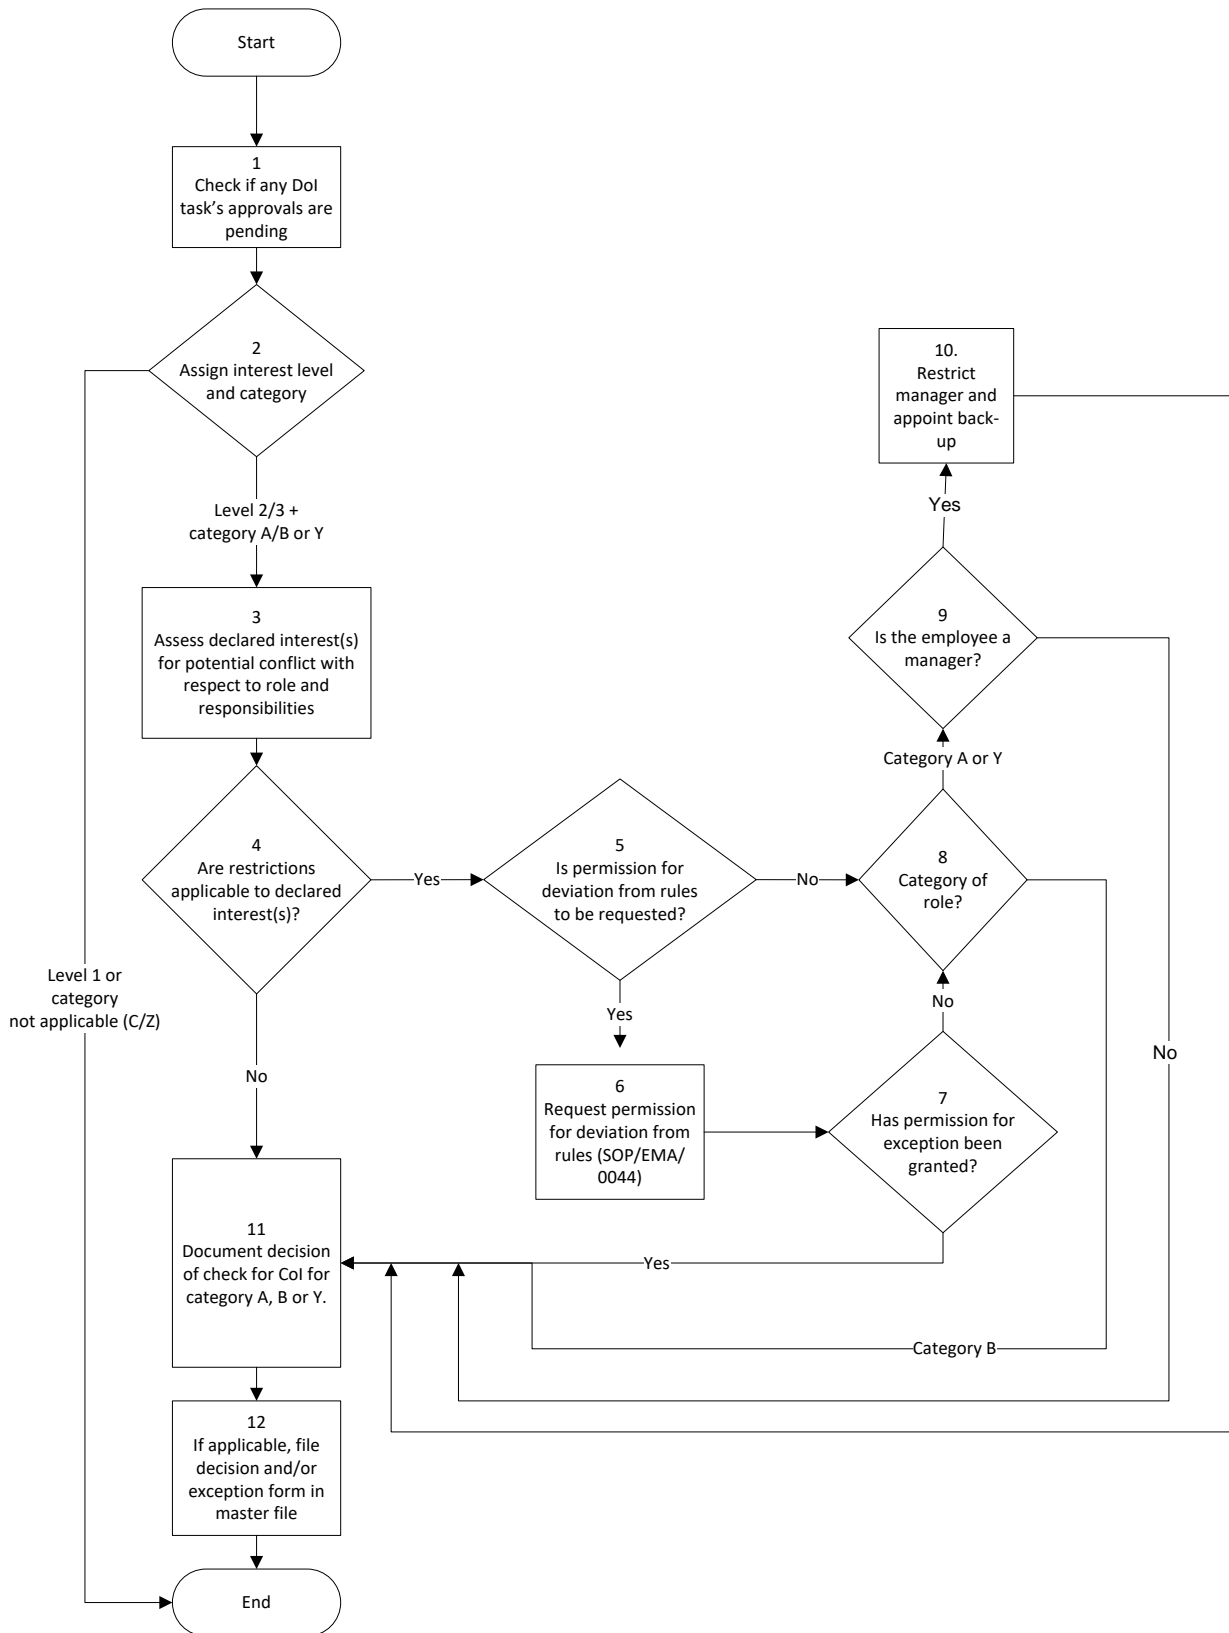 Start
1
Check if any DoI
task’s approvals are
pending
2
Assign interest level
and category
Level 2/3 +
category A/B or Y
3
Assess declared interest(s)
for potential conflict with
respect to role and
responsibilities
4
Are restrictions
applicable to declared
interest(s)?
Yes
5
Is permission for
deviation from rules
to be requested?
No
8
Category of
role?
Category A or Y
9
Is the employee a
manager?
Yes
10.
Restrict
manager and
appoint back-
up
No
Level 1 or
category
not applicable (C/Z)
No
Yes
6
Request permission
for deviation from
rules (SOP/EMA/
0044)
No
7
Has permission for
exception been
granted?
Yes
Category B
11
Document decision
of check for CoI for
category A, B or Y.
12
If applicable, file
decision and/or
exception form in
master file
End